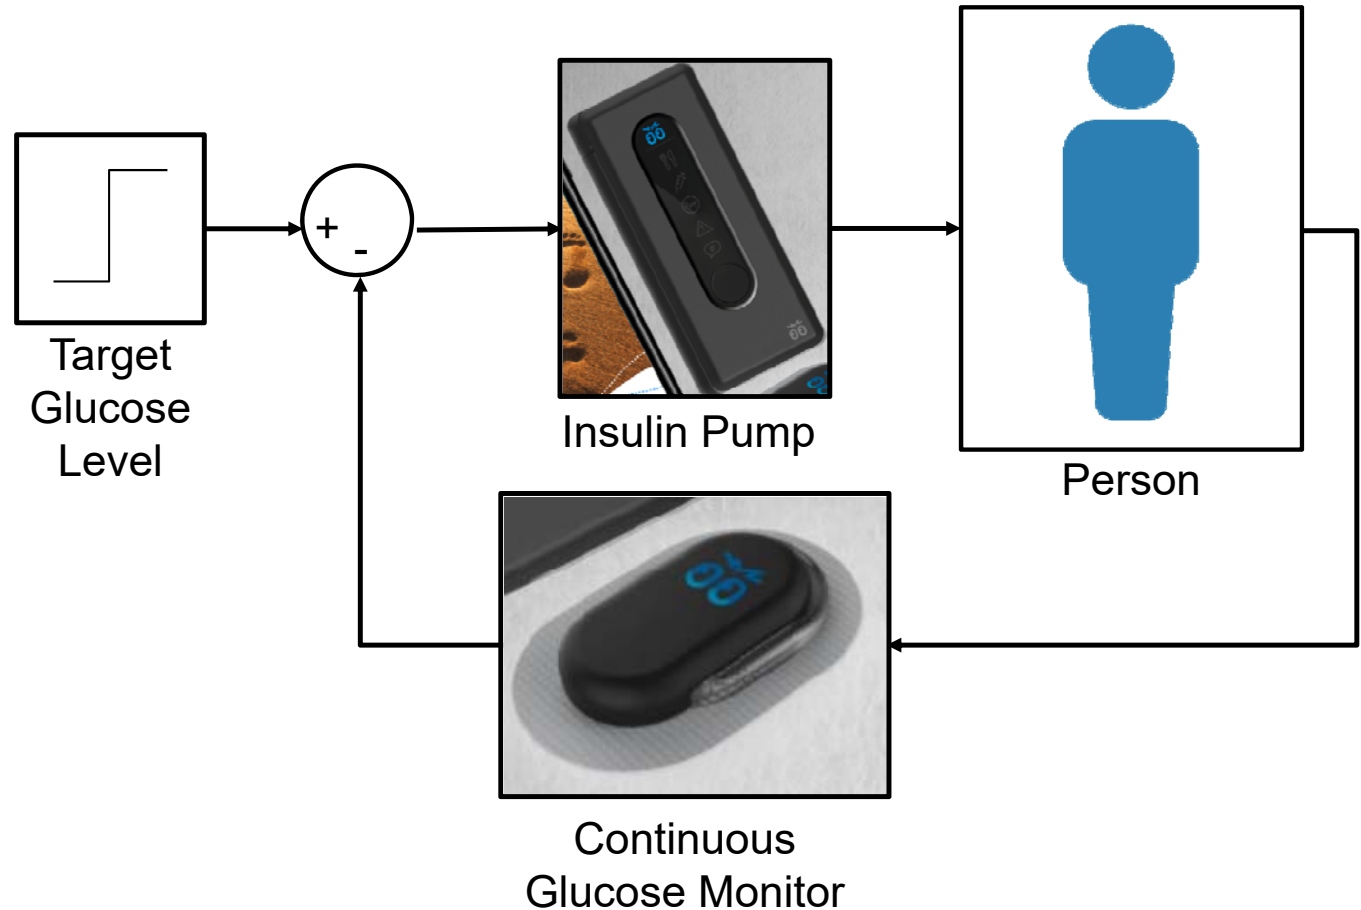 Target
Glucose
Level
+
-
Insulin Pump
Person
Continuous
Glucose Monitor